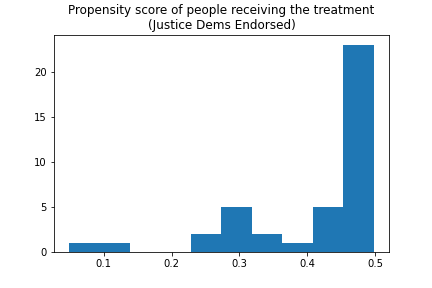 Propensity score of people receiving the treatment
(Justice Dems Endorsed)
20
15
10
5
0
0.1 0.2 0.3 0.4 0.5